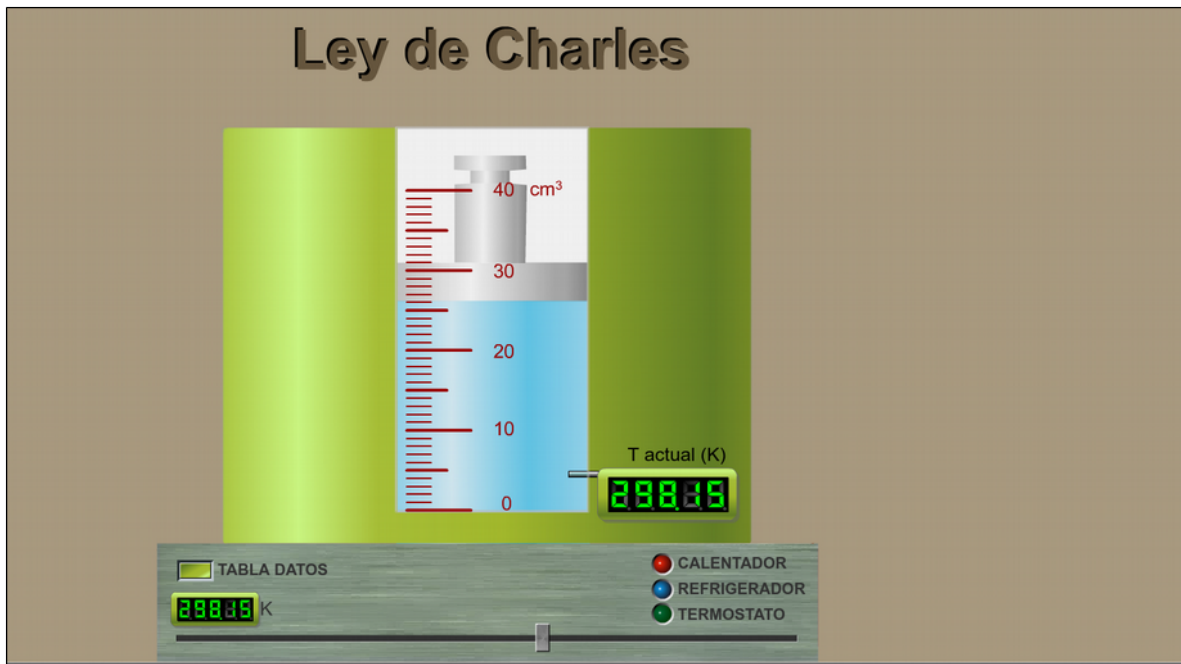 Ley de Charles
40 cm³
30
20
10
0
T actual (K)
298.15
TABLA DATOS
298.15 K
CALENTADOR
REFRIGERADOR
TERMOSTATO